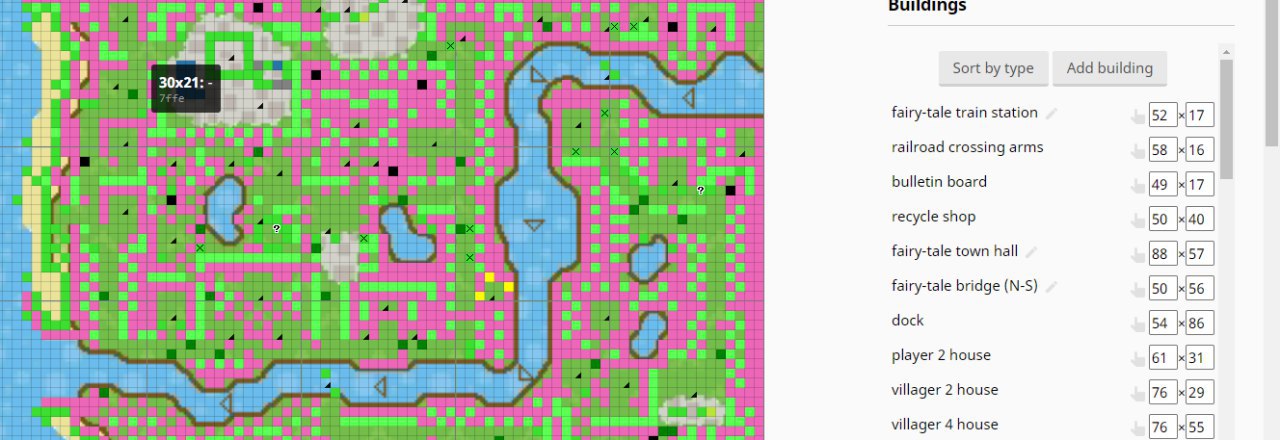 Buildings
Sort by type Add building
30x21: -
7ffe
fairy-tale train station 52 × 17
railroad crossing arms 58 × 16
bulletin board 49 × 17
recycle shop 50 × 40
fairy-tale town hall 88 × 57
fairy-tale bridge (N-S) 50 × 56
dock 54 × 86
player 2 house 61 × 31
villager 2 house 76 × 29
villager 4 house 76 × 55
?
?